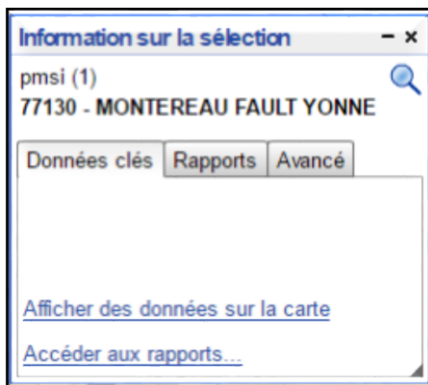 Information sur la sélection
pmsi (1)
77130 - MONTEREAU FAULT YONNE
Données clés Rapports Avancé
Afficher des données sur la carte
Accéder aux rapports...